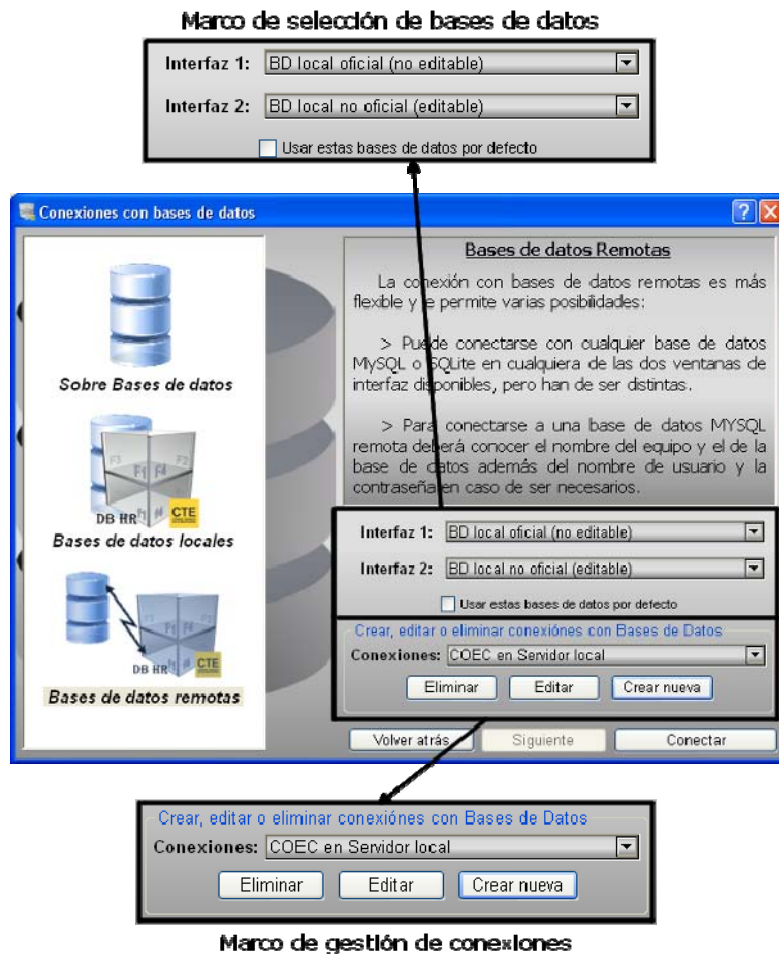 Marco de selección de bases de datos
Interfaz 1: BD local oficial (no editable)
Interfaz 2: BD local no oficial (editable)
Usar estas bases de datos por defecto
Conexiones con bases de datos
Sobre Bases de datos
F3 F1 F4 F2
DB HR CTE
Bases de datos locales
DB HR CTE
Bases de datos remotas
Bases de datos Remotas
La conexión con bases de datos remotas es más
flexible y le permite varias posibilidades:
> Puede conectarse con cualquier base de datos
MySQL o SQLite en cualquiera de las dos ventanas de
interfaz disponibles, pero han de ser distintas.
> Para conectarse a una base de datos MYSQL
remota deberá conocer el nombre del equipo y el de la
base de datos además del nombre de usuario y la
contraseña en caso de ser necesarios.
Interfaz 1: BD local oficial (no editable)
Interfaz 2: BD local no oficial (editable)
Usar estas bases de datos por defecto
Crear, editar o eliminar conexiónes con Bases de Datos
Conexiones: COEC en Servidor local
Eliminar Editar Crear nueva
Volver atrás Siguiente Conectar
Crear, editar o eliminar conexiónes con Bases de Datos
Conexiones: COEC en Servidor local
Eliminar Editar Crear nueva
Marco de gestión de conexiones